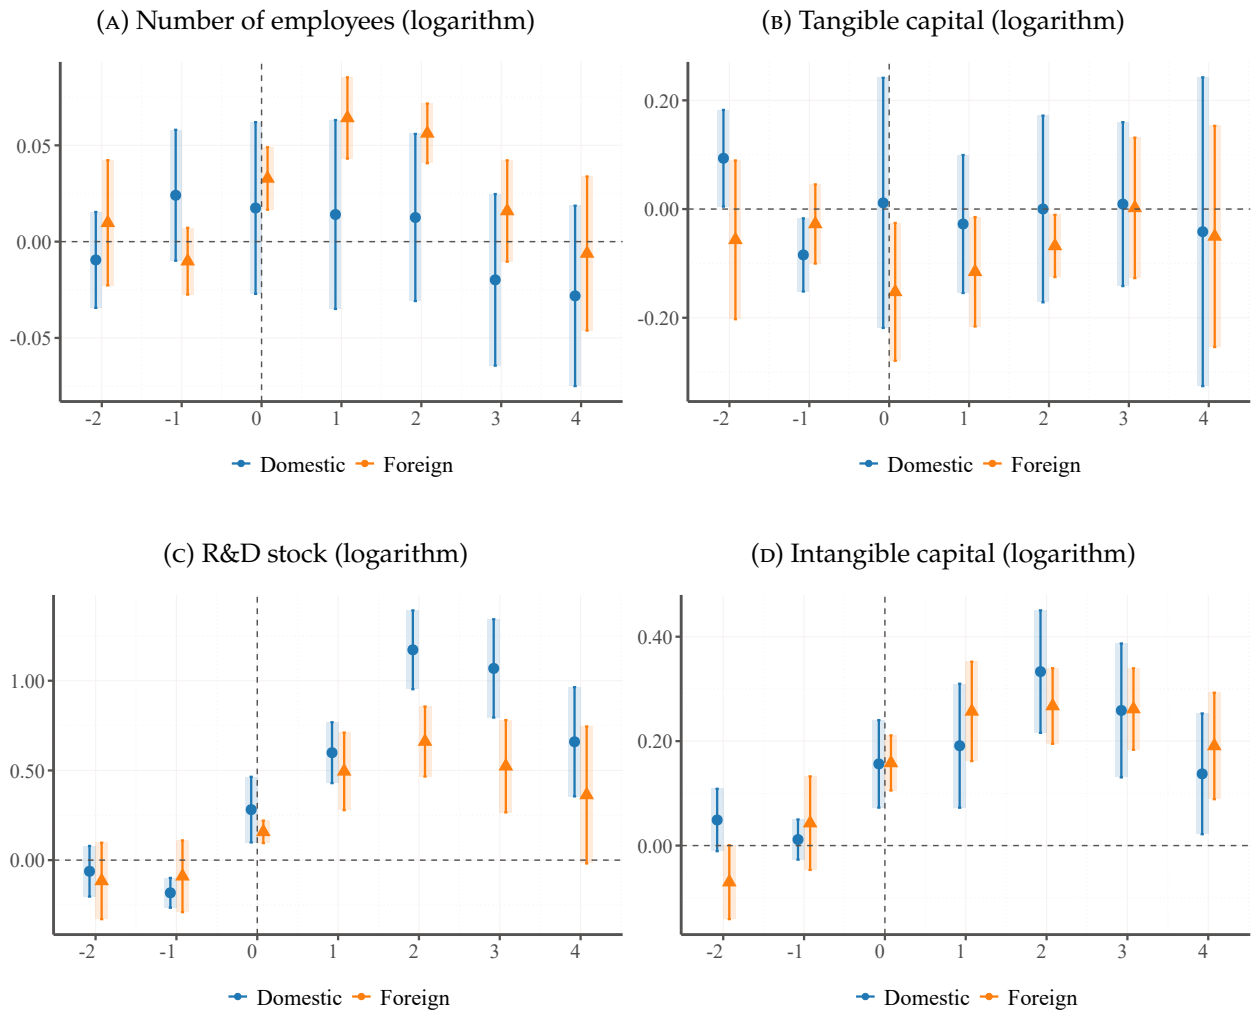 (A) Number of employees (logarithm)
0.05
0.00
-0.05
-2 -1 0 1 2 3 4
Domestic Foreign
(B) Tangible capital (logarithm)
0.20
0.00
-0.20
-2 -1 0 1 2 3 4
Domestic Foreign
(C) R&D stock (logarithm)
1.00
0.50
0.00
-2 -1 0 1 2 3 4
Domestic Foreign
(D) Intangible capital (logarithm)
0.40
0.20
0.00
-2 -1 0 1 2 3 4
Domestic Foreign